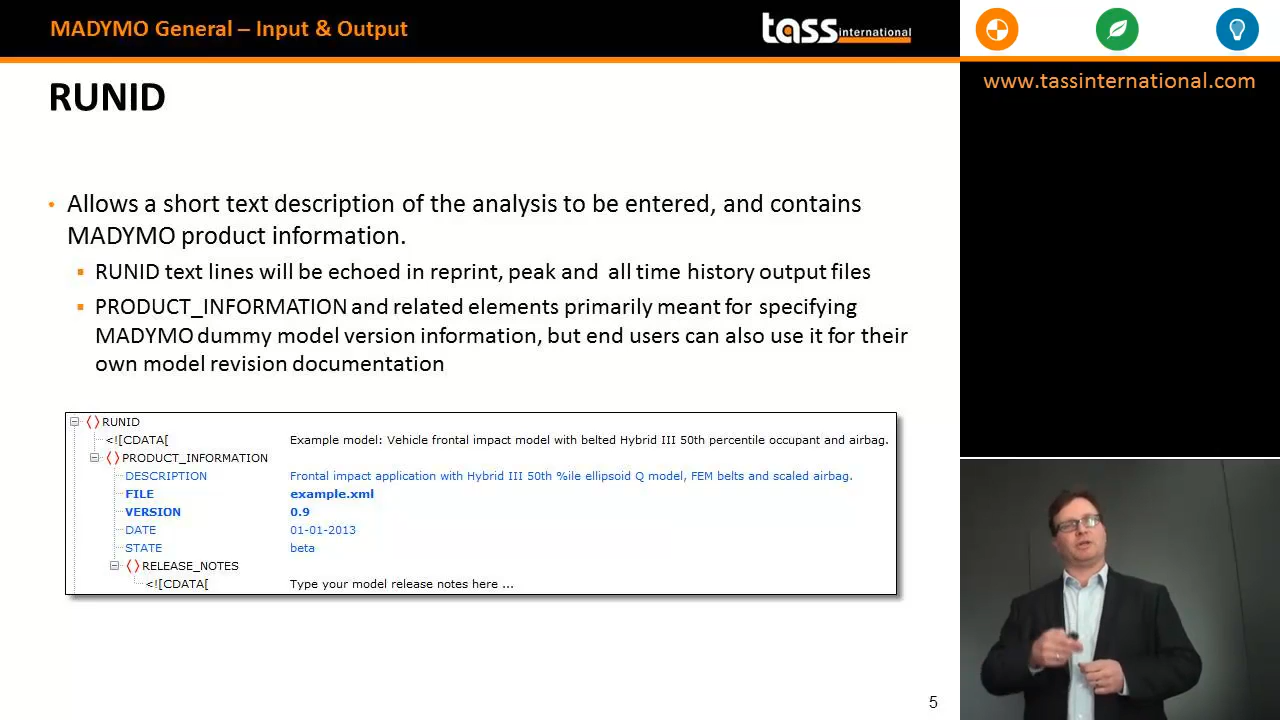 MADYMO General – Input & Output
tass international
www.tassinternational.com
RUNID
• Allows a short text description of the analysis to be entered, and contains
MADYMO product information.
▪ RUNID text lines will be echoed in reprint, peak and all time history output files
▪ PRODUCT_INFORMATION and related elements primarily meant for specifying
MADYMO dummy model version information, but end users can also use it for their
own model revision documentation
RUNID
<![CDATA[ Example model: Vehicle frontal impact model with belted Hybrid III 50th percentile occupant and airbag.
PRODUCT_INFORMATION
DESCRIPTION Frontal impact application with Hybrid III 50th %ile ellipsoid Q model, FEM belts and scaled airbag.
FILE example.xml
VERSION 0.9
DATE 01-01-2013
STATE beta
RELEASE_NOTES
<![CDATA[ Type your model release notes here ...
5